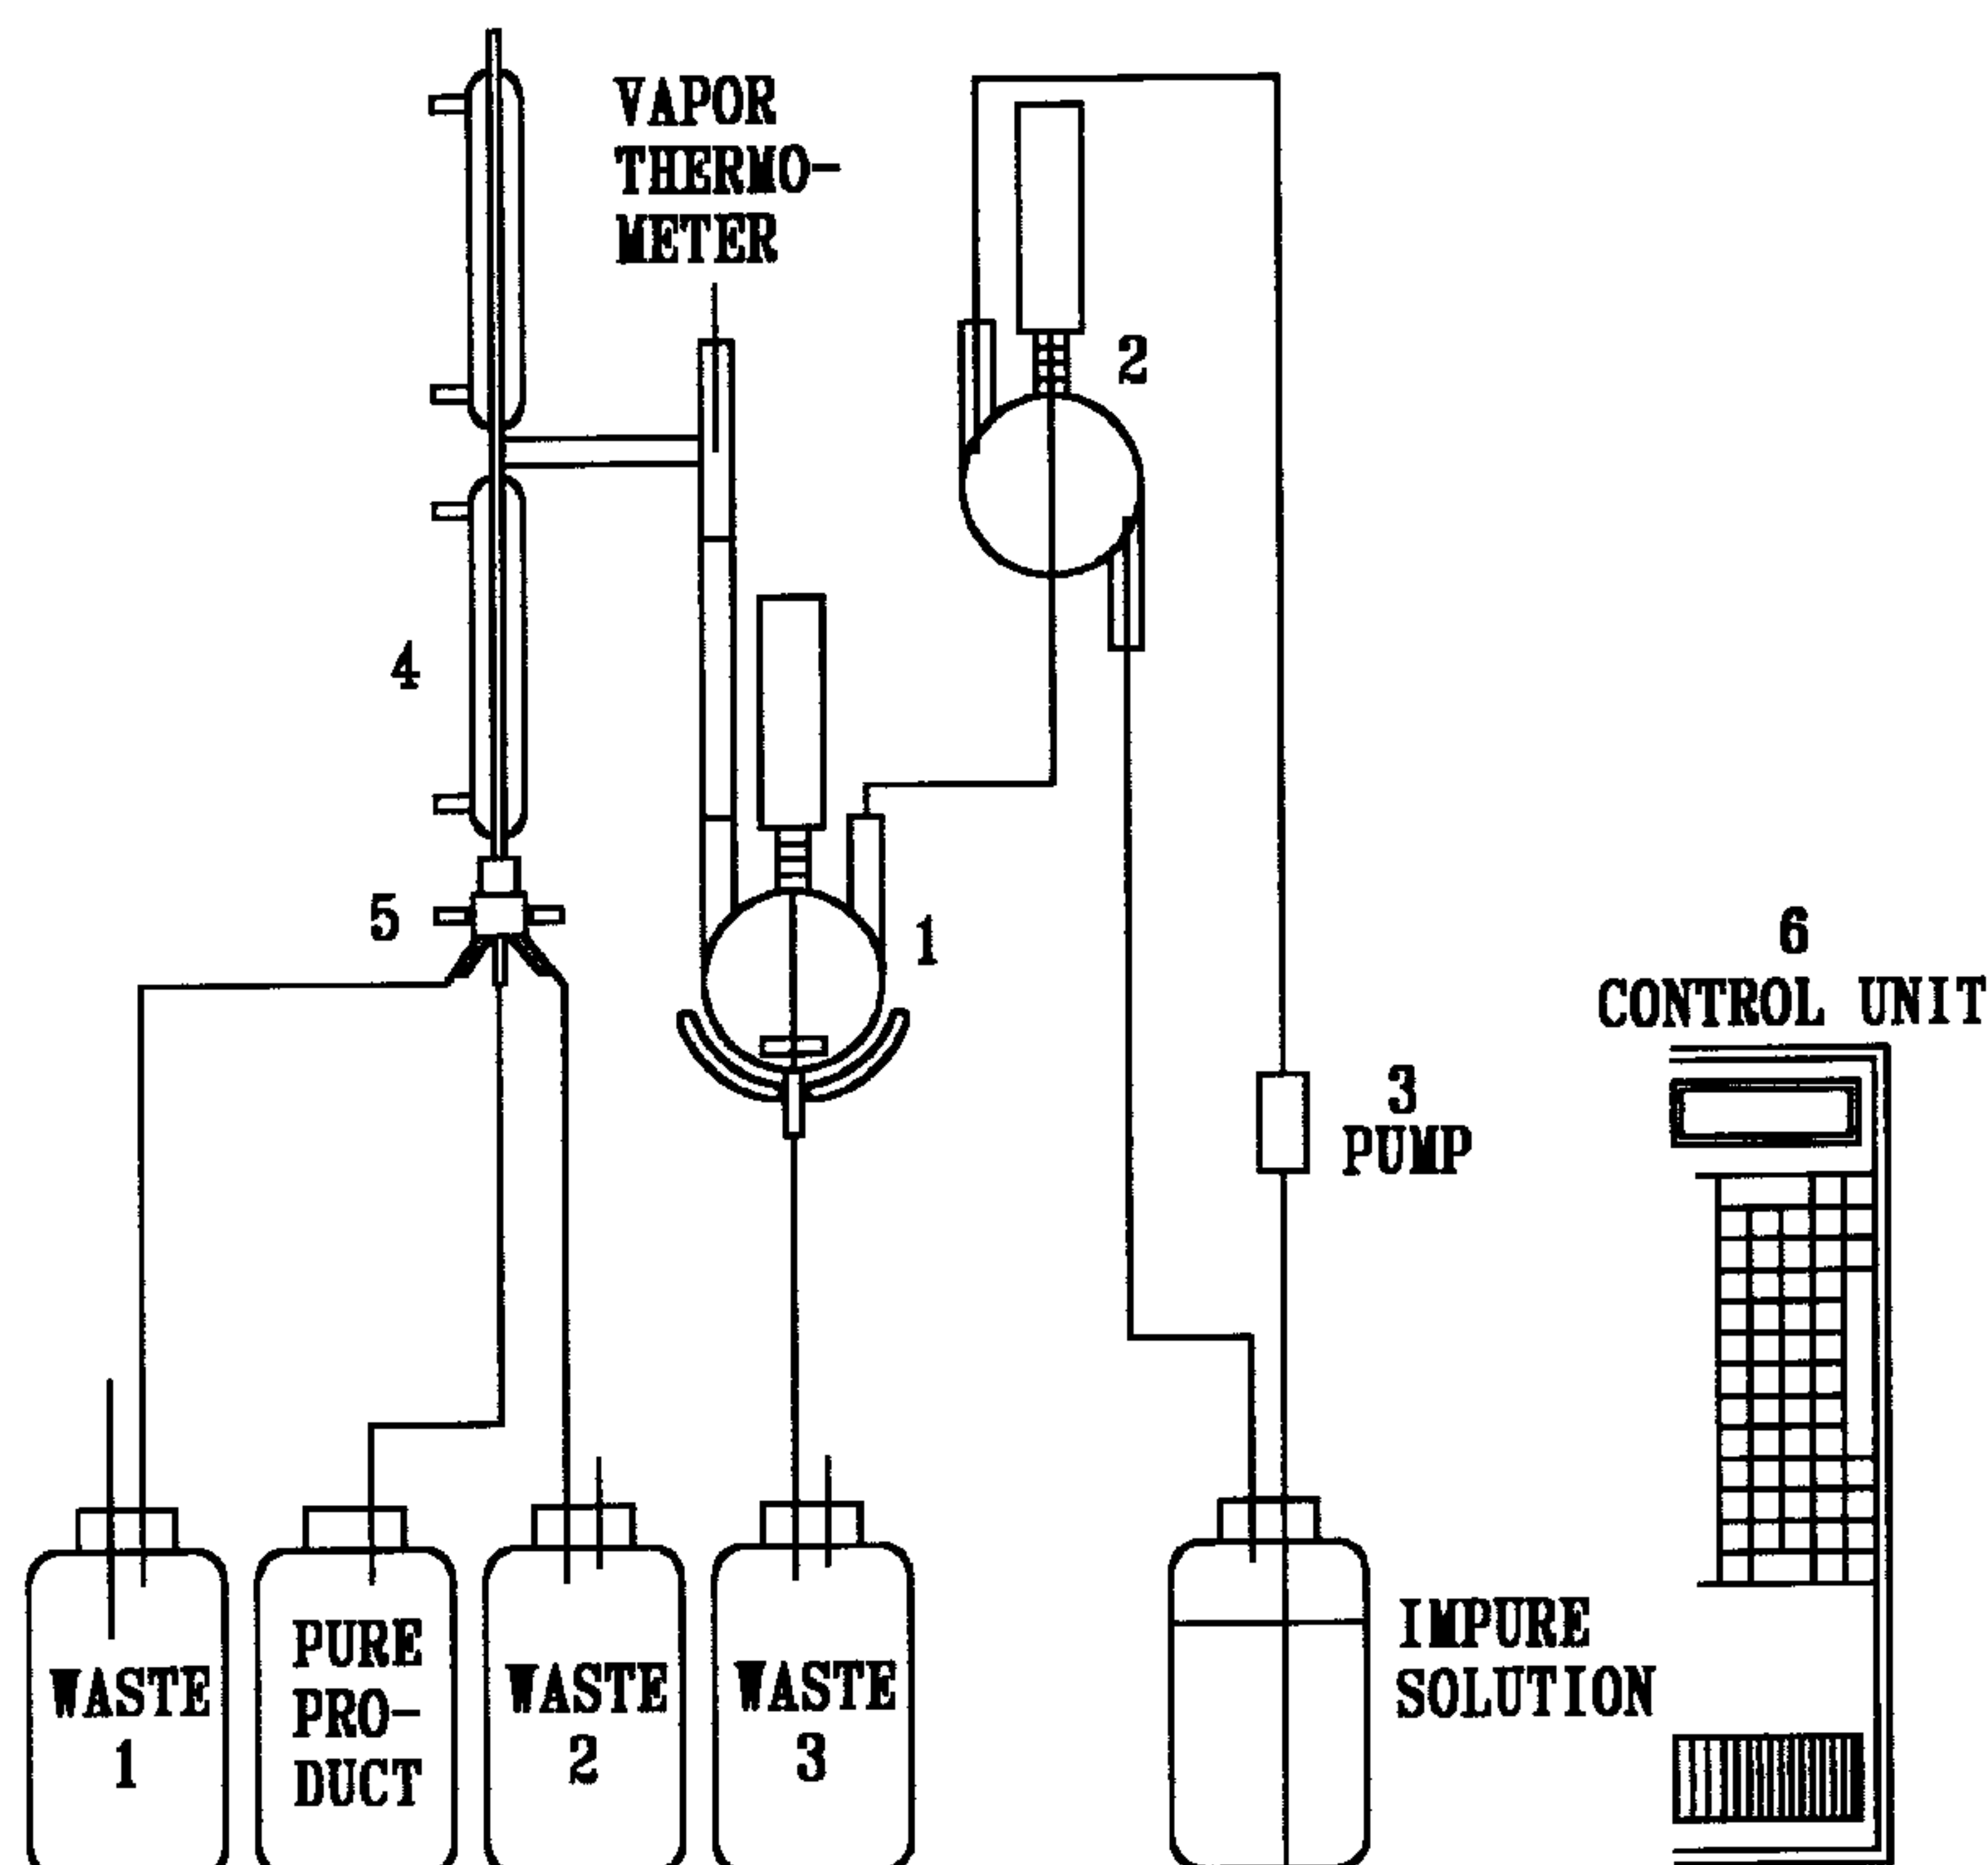 VAPOR
THERMO-
METER
2
4
5
1
6
CONTROL UNIT
3
PUMP
IMPURE
SOLUTION
WASTE
1
PURE
PRO-
DUCT
WASTE
2
WASTE
3